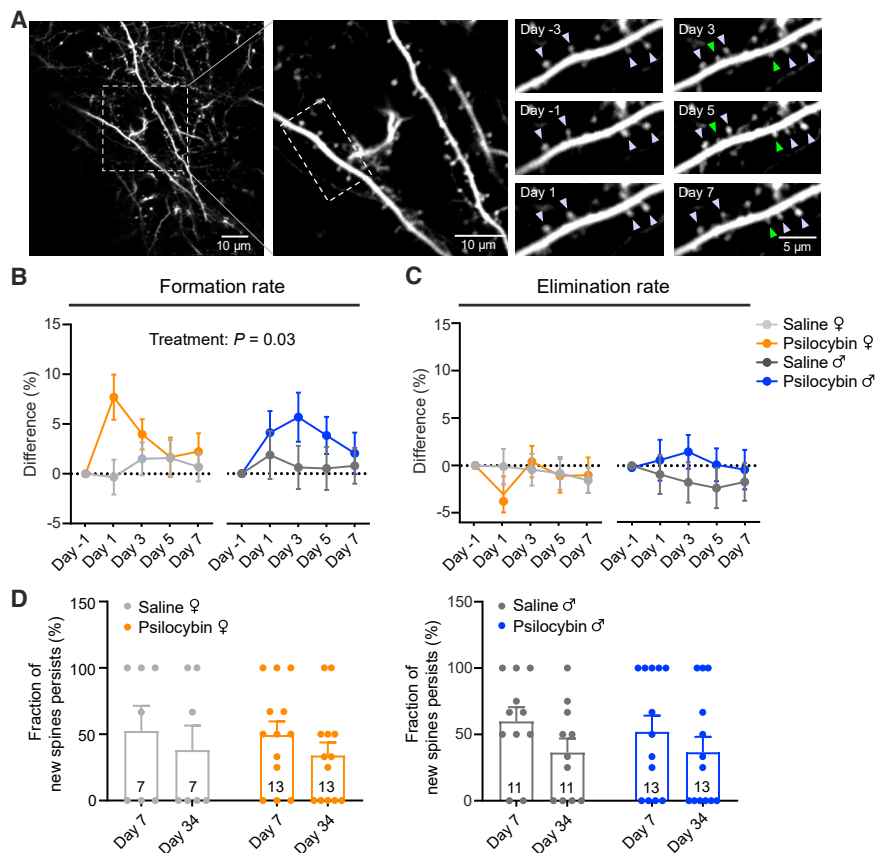 A
Day -3
Day 3
Day -1
Day 5
Day 1
Day 7
10 µm
10 µm
5 µm
B
Formation rate
Treatment: P = 0.03
Difference (%)
15
10
5
0
-5
Day -1
Day 1
Day 3
Day 5
Day 7
Day -1
Day 1
Day 3
Day 5
Day 7
C
Elimination rate
Difference (%)
15
10
5
0
-5
Day -1
Day 1
Day 3
Day 5
Day 7
Day -1
Day 1
Day 3
Day 5
Day 7
Saline ♀
Psilocybin ♀
Saline ♂
Psilocybin ♂
D
Fraction of
new spines persists (%)
150
100
50
0
Saline ♀
Psilocybin ♀
7
7
13
13
Day 7
Day 34
Day 7
Day 34
Fraction of
new spines persists (%)
150
100
50
0
Saline ♂
Psilocybin ♂
11
11
13
13
Day 7
Day 34
Day 7
Day 34